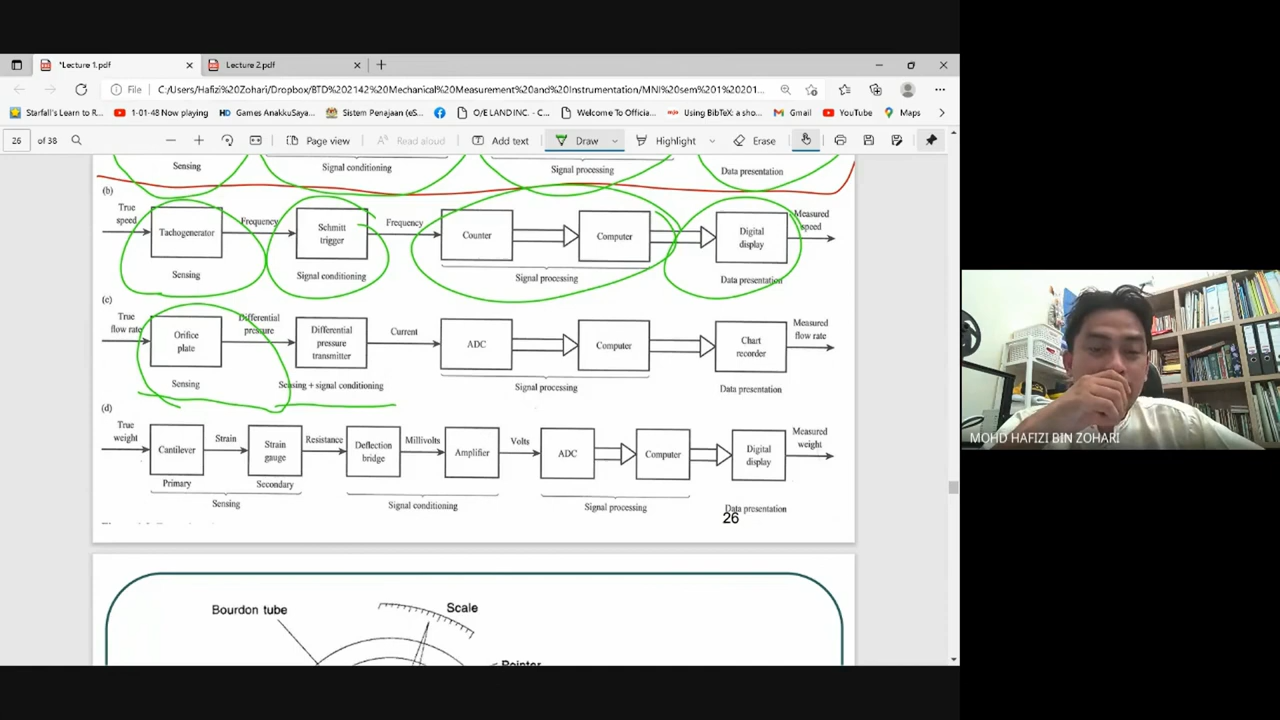 *Lecture 1.pdf
Lecture 2.pdf
File
C:/Users/Hafizi%20Zohari/Dropbox/BTD%202142%20Mechanical%20Measurement%20and%20Instrumentation/MNI%20sem%201%20201...
Starfall's Learn to R...
1-01-48 Now playing
HD Games AnakkuSaya...
Sistem Penajaan (eS...
O/E LAND INC. - C...
Welcome To Officia...
Using BibTeX: a sho...
Gmail
YouTube
Maps
26 of 38
Page view
Read aloud
Add text
Draw
Highlight
Erase
Sensing
Signal conditioning
Signal processing
Data presentation
(b)
True speed
Tachogenerator
Frequency
Schmitt trigger
Frequency
Counter
Computer
Digital display
Measured speed
Sensing
Signal conditioning
Signal processing
Data presentation
(c)
True flow rate
Orifice plate
Differential pressure
Differential pressure transmitter
Current
ADC
Computer
Chart recorder
Measured flow rate
Sensing
Sensing + signal conditioning
Signal processing
Data presentation
(d)
True weight
Cantilever
Strain
Strain gauge
Resistance
Deflection bridge
Millivolts
Amplifier
Volts
ADC
Computer
Digital display
Measured weight
Primary
Secondary
Sensing
Signal conditioning
Signal processing
Data presentation
26
Bourdon tube
Scale
Pointer
MOHD HAFIZI BIN ZOHARI